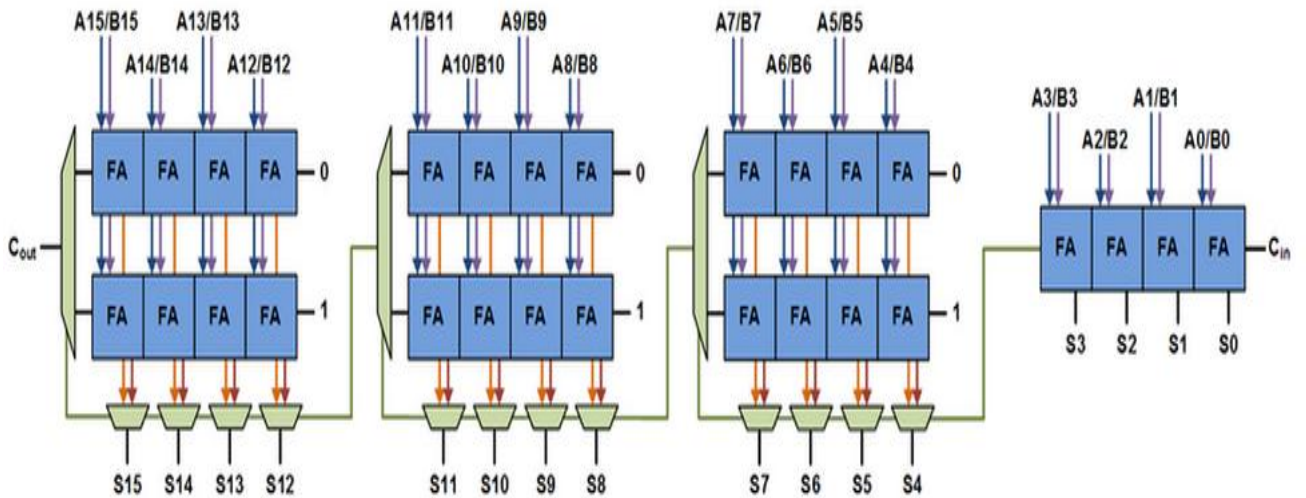 A15/B15 A13/B13 A11/B11 A9/B9 A7/B7 A5/B5
A14/B14 A12/B12 A10/B10 A8/B8 A6/B6 A4/B4
A3/B3 A1/B1
A2/B2 A0/B0
FA FA FA FA 0 FA FA FA FA 0 FA FA FA FA 0
Cout FA FA FA FA Cin
FA FA FA FA 1 FA FA FA FA 1 FA FA FA FA 1
S3 S2 S1 S0
S15 S14 S13 S12 S11 S10 S9 S8 S7 S6 S5 S4